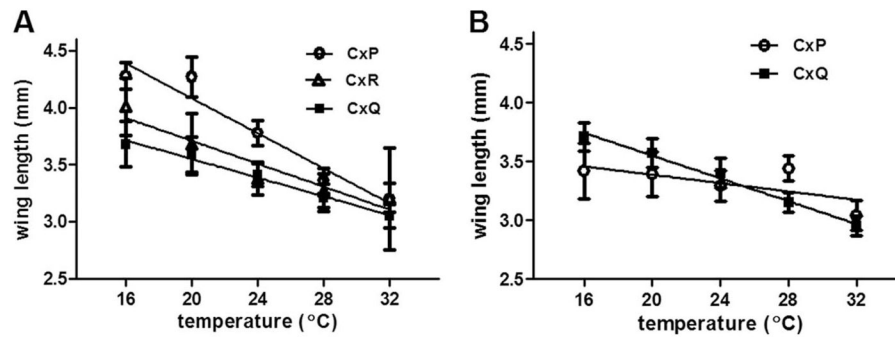 A
wing length (mm)
4.5
4.0
3.5
3.0
2.5
CxP
CxR
CxQ
16 20 24 28 32
temperature (°C)
B
wing length (mm)
4.5
4.0
3.5
3.0
2.5
CxP
CxQ
16 20 24 28 32
temperature (°C)